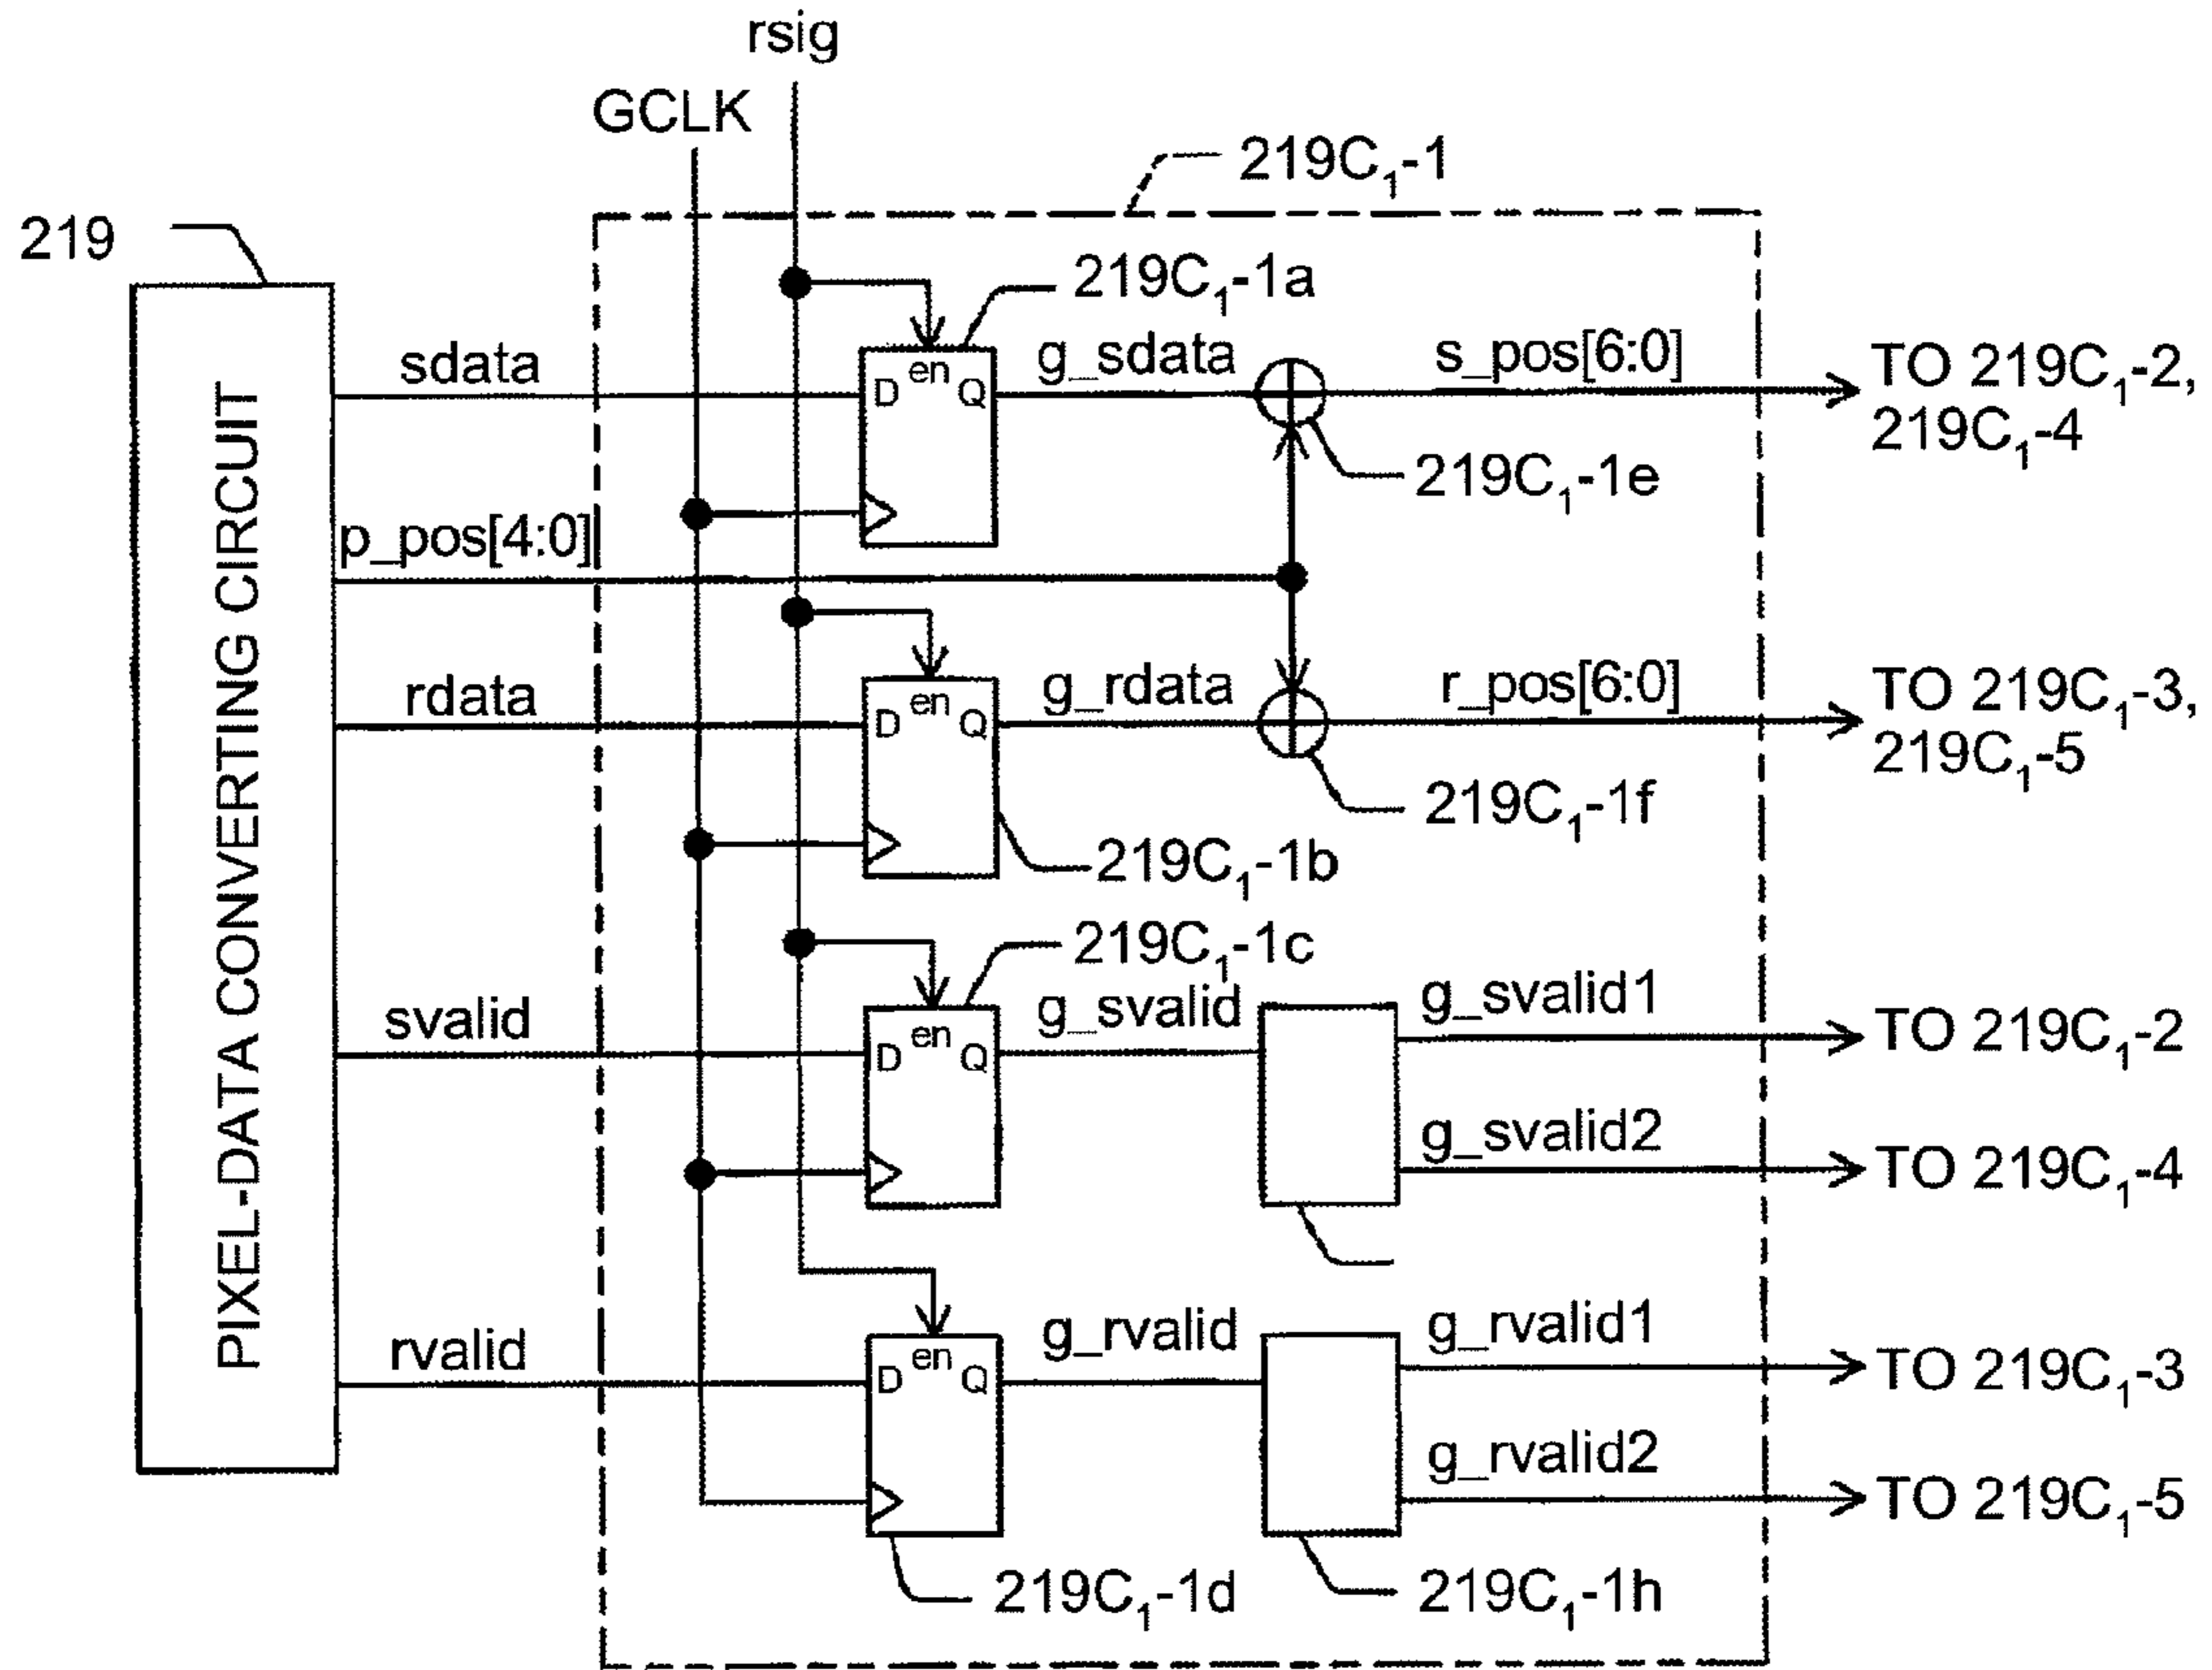 rsig
GCLK
219C₁-1
219
219C₁-1a
sdata
D en Q
g_sdata
s_pos[6:0]
TO 219C₁-2,
219C₁-4
219C₁-1e
p_pos[4:0]
PIXEL-DATA CONVERTING CIRCUIT
rdata
D en Q
g_rdata
r_pos[6:0]
TO 219C₁-3,
219C₁-5
219C₁-1f
219C₁-1b
219C₁-1c
svalid
D en Q
g_svalid
g_svalid1
TO 219C₁-2
g_svalid2
TO 219C₁-4
rvalid
D en Q
g_rvalid
g_rvalid1
TO 219C₁-3
g_rvalid2
TO 219C₁-5
219C₁-1d
219C₁-1h